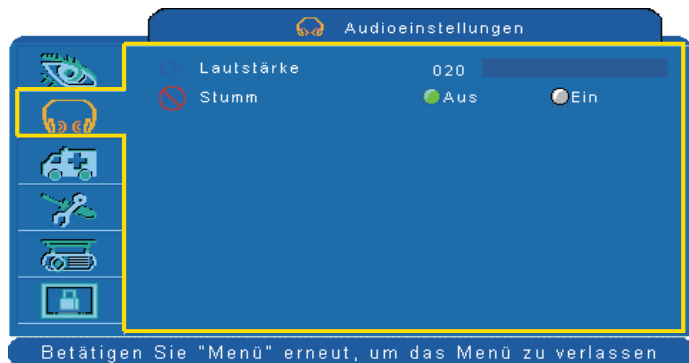 Audioeinstellungen
Lautstärke 020
Stumm Aus Ein
Betätigen Sie "Menü" erneut, um das Menü zu verlassen